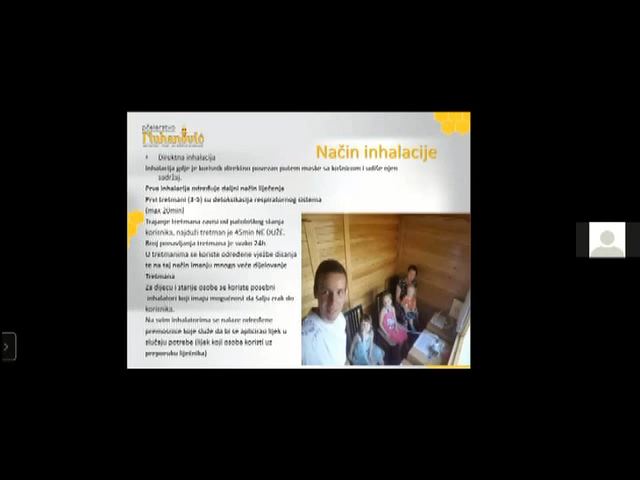 pčelarstvo
Muhanović
Način inhalacije
Direktna inhalacija
Inhalacija gdje je korisnik direktno povezan putem maske sa košnicom i udiše njen
sadržaj.
Prva inhalacija određuje daljni način liječenja
Prvi tretmani (3-5) su detoksikacija respiratornog sistema
(max 20min)
Trajanje tretmana zavisi od patološkog stanja
korisnika, najduži tretman je 45min NE DUŽE.
Broj ponavljanja tretmana je svako 24h
U tretmanima se koriste određene vježbe disanja
te na taj način imamo mnogo veće dijelovanje
Tretmana
Za dijecu i starije osobe se koriste posebni
inhalatori koji imaju mogućnost da šalju zrak do
korisnika.
Na svim inhalatorima se nalaze određene
premosnice koje služe da bi se aplicirao lijek u
slučaju potrebe (lijek koji osoba koristi uz
preporuku liječnika)